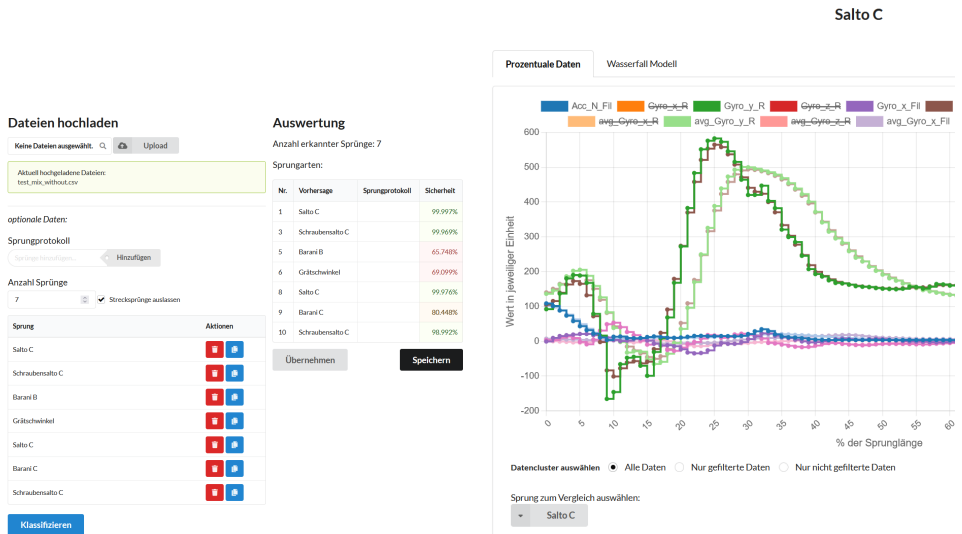 Salto C
Prozentuale Daten
Wasserfall Modell
Dateien hochladen
Keine Dateien ausgewählt.
Upload
Aktuell hochgeladene Dateien:
test_mix_without.csv
optionale Daten:
Sprungprotokoll
Sprünge hinzufügen...
Hinzufügen
Anzahl Sprünge
7
Strecksprünge auslassen
Sprung Aktionen
Salto C
Schraubensalto C
Barani B
Grätschwinkel
Salto C
Barani C
Schraubensalto C
Klassifizieren
Auswertung
Anzahl erkannter Sprünge: 7
Sprungarten:
Nr. Vorhersage Sprungprotokoll Sicherheit
1 Salto C 99.997%
3 Schraubensalto C 99.969%
5 Barani B 65.748%
6 Grätschwinkel 69.099%
8 Salto C 99.976%
9 Barani C 80.448%
10 Schraubensalto C 98.992%
Übernehmen
Speichern
Acc_N_Fil Gyro_x_R Gyro_y_R Gyro_z_R Gyro_x_Fil
avg_Gyro_x_R avg_Gyro_y_R avg_Gyro_z_R avg_Gyro_x_Fil
Wert in jeweiliger Einheit
600
500
400
300
200
100
0
-100
-200
0 5 10 15 20 25 30 35 40 45 50 55 60
% der Sprunglänge
Datencluster auswählen Alle Daten Nur gefilterte Daten Nur nicht gefilterte Daten
Sprung zum Vergleich auswählen:
Salto C